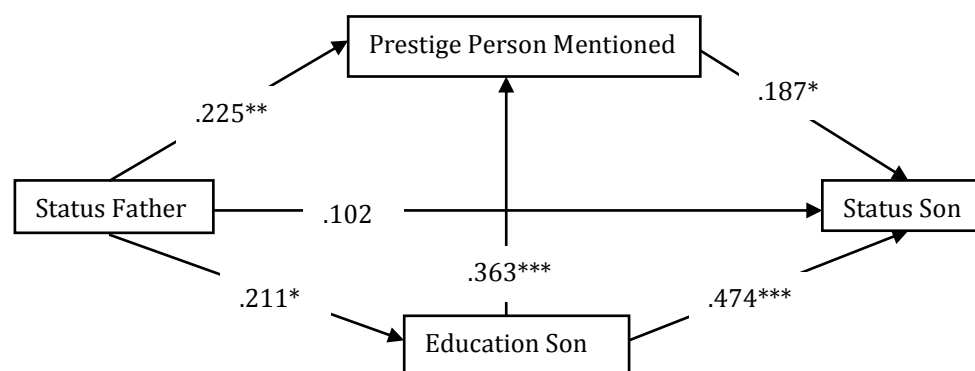 Prestige Person Mentioned
.187*
.225**
Status Father
.102
Status Son
.363***
.211*
.474***
Education Son